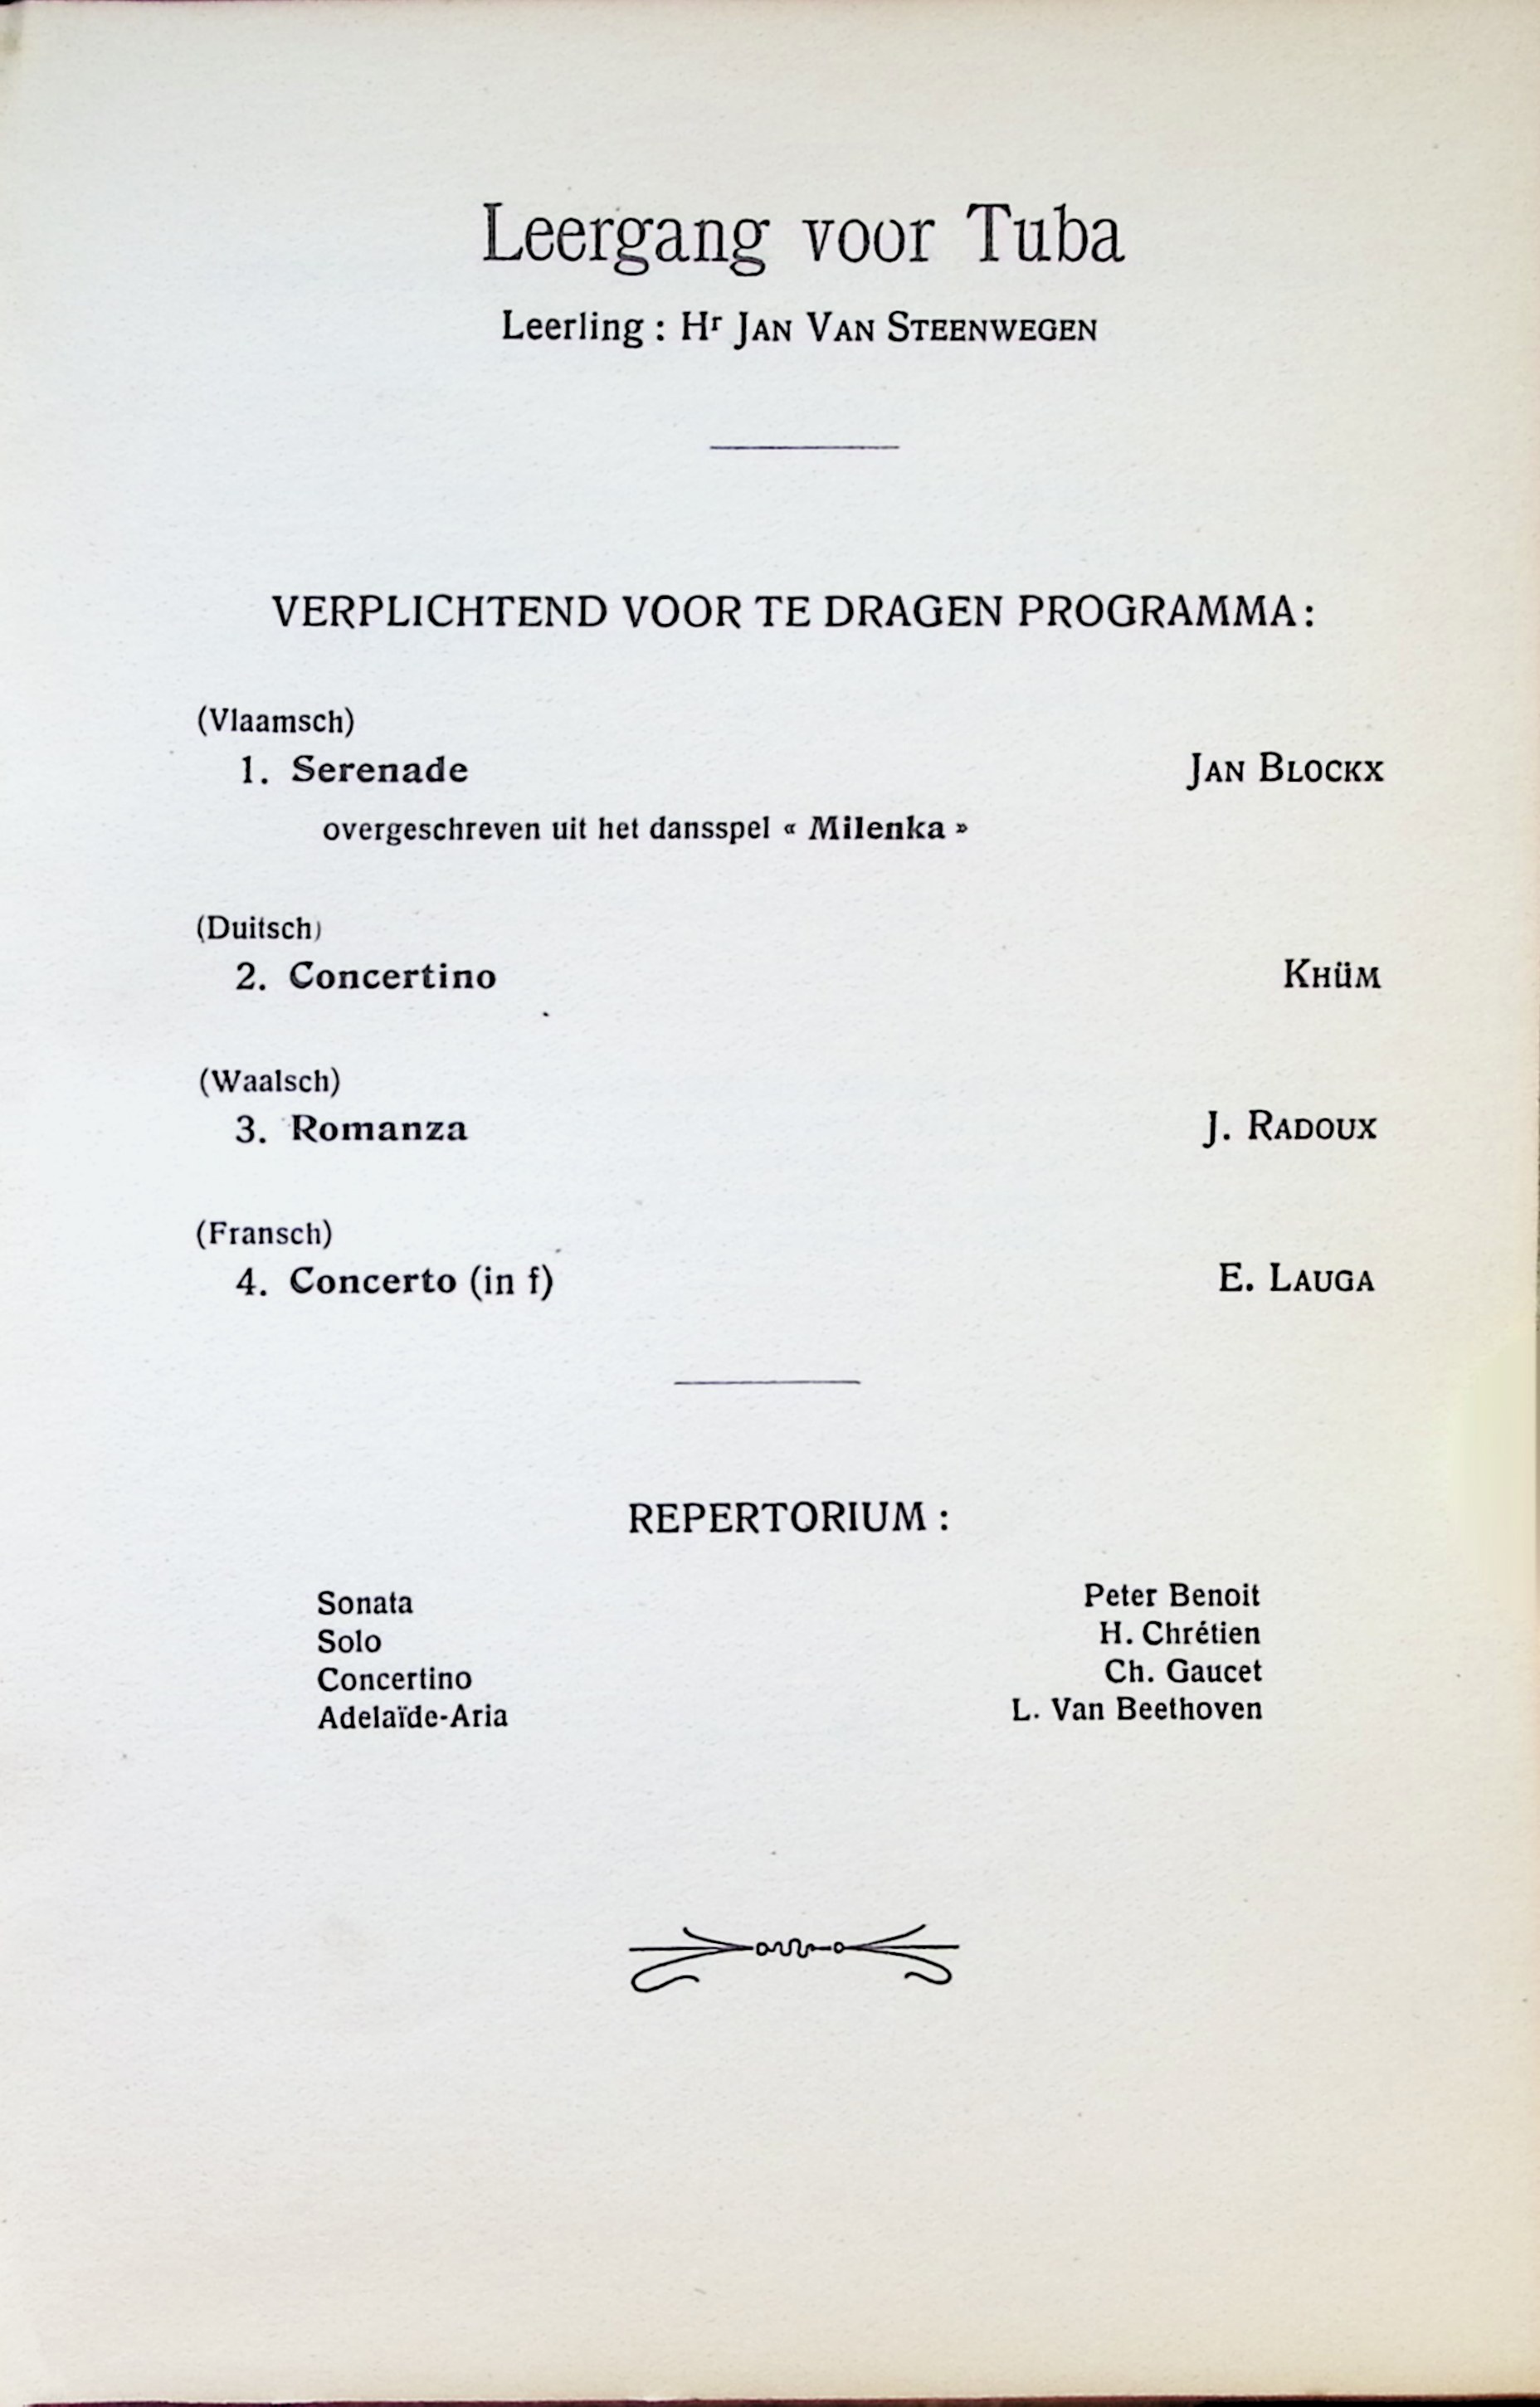 Leergang voor Tuba
Leerling : Hr Jan Van Steenwegen
VERPLICHTEND VOOR TE DRAGEN PROGRAMMA :
(Vlaamsch)
1. Serenade Jan Blockx
overgeschreven uit het dansspel « Milenka »
(Duitsch)
2. Concertino Khüm
(Waalsch)
3. Romanza J. Radoux
(Fransch)
4. Concerto (in f) E. Lauga
REPERTORIUM :
Sonata Peter Benoit
Solo H. Chrétien
Concertino Ch. Gaucet
Adelaïde-Aria L. Van Beethoven